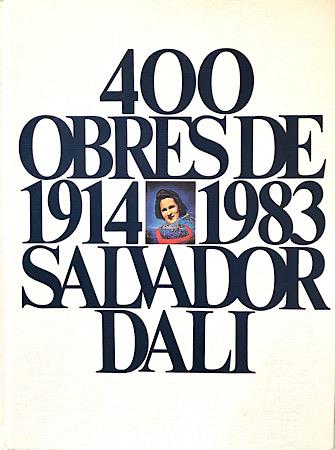 400
OBRES DE
1914 1983
SALVADOR
DALI